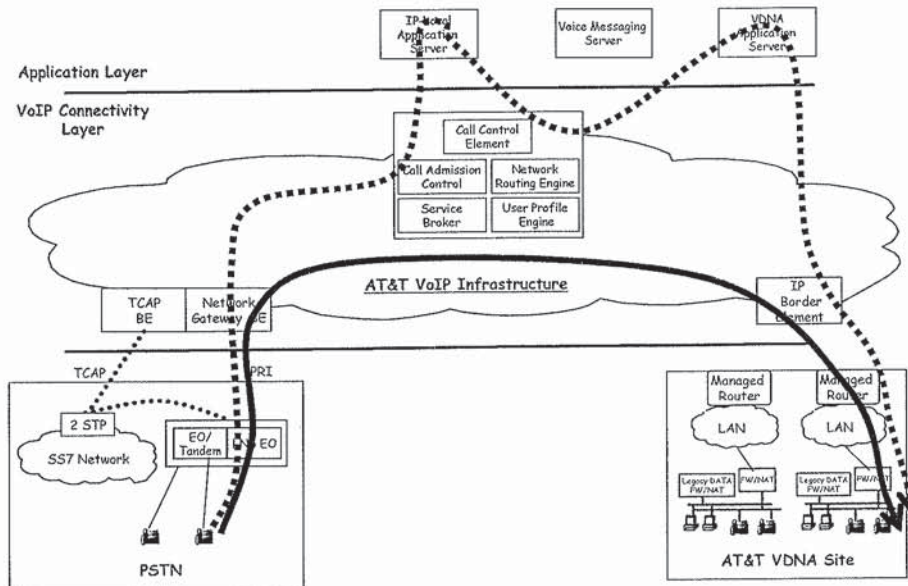 IP-Local
Application
Server
Voice Messaging
Server
VDNA
Application
Server
Application Layer
VoIP Connectivity
Layer
Call Control
Element
Call Admission
Control
Network
Routing Engine
Service
Broker
User Profile
Engine
AT&T VoIP Infrastructure
TCAP
BE
Network
Gateway BE
IP
Border
Element
TCAP
PRI
2 STP
SS7 Network
EO/
Tandem
EO
PSTN
Managed
Router
Managed
Router
LAN
LAN
Legacy DATA
FW/NAT
FW/NAT
Legacy DATA
FW/NAT
FW/NAT
AT&T VDNA Site